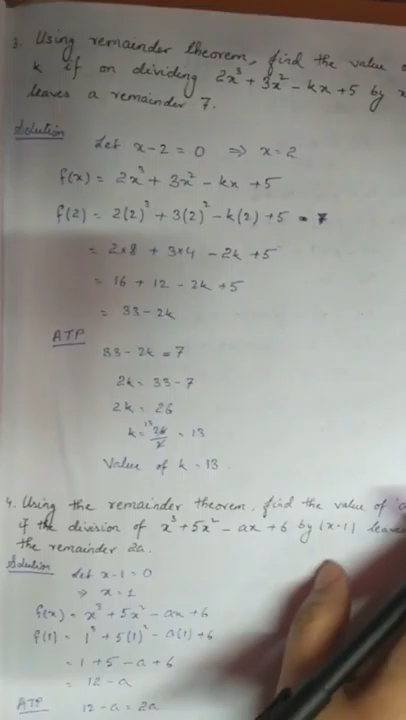 3. Using remainder theorem, find the value
k if on dividing 2x³ + 3x² - kx + 5 by
leaves a remainder 7.
Solution
Let x-2 = 0 ⇒ x = 2
f(x) = 2x³ + 3x² - kx + 5
f(2) = 2(2)³ + 3(2)² - k(2) + 5 = 7
= 2×8 + 3×4 - 2k + 5
= 16 + 12 - 2k + 5
= 33 - 2k
ATP
33 - 2k = 7
2k = 33 - 7
2k = 26
k = 26/2 = 13
Value of k = 13.
4. Using the remainder theorem, find the value of
if the division of x³ + 5x² - ax + 6 by (x-1) leaves
the remainder 2a.
Solution
Let x-1 = 0
⇒ x = 1
f(x) = x³ + 5x² - ax + 6
f(1) = 1³ + 5(1)² - a(1) + 6
= 1 + 5 - a + 6
= 12 - a
ATP
12 - a = 2a